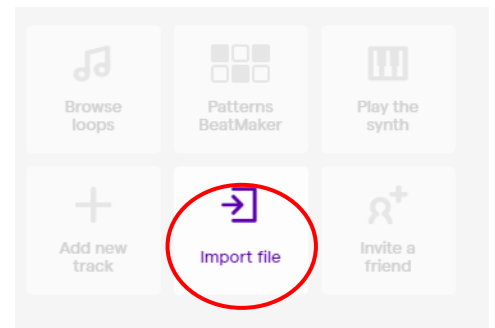 Browse
loops
Patterns
BeatMaker
Play the
synth
Add new
track
Import file
Invite a
friend